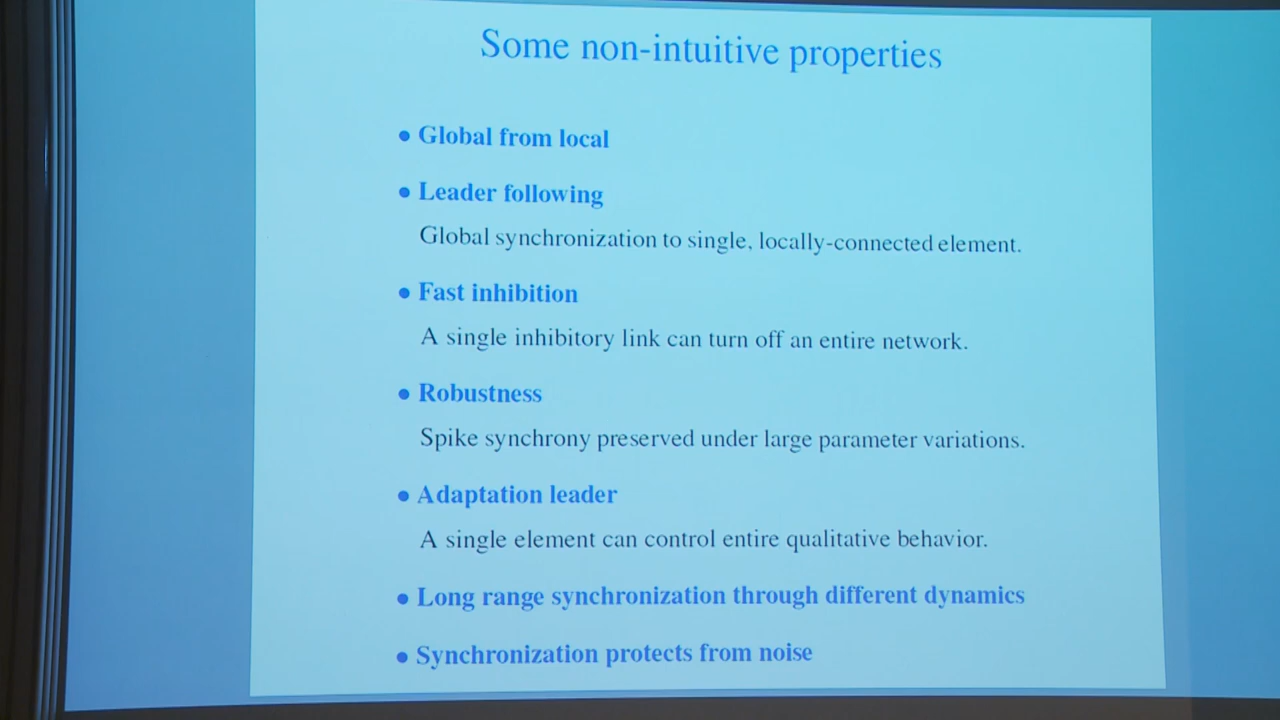 Some non-intuitive properties
● Global from local
● Leader following
Global synchronization to single, locally-connected element.
● Fast inhibition
A single inhibitory link can turn off an entire network.
● Robustness
Spike synchrony preserved under large parameter variations.
● Adaptation leader
A single element can control entire qualitative behavior.
● Long range synchronization through different dynamics
● Synchronization protects from noise